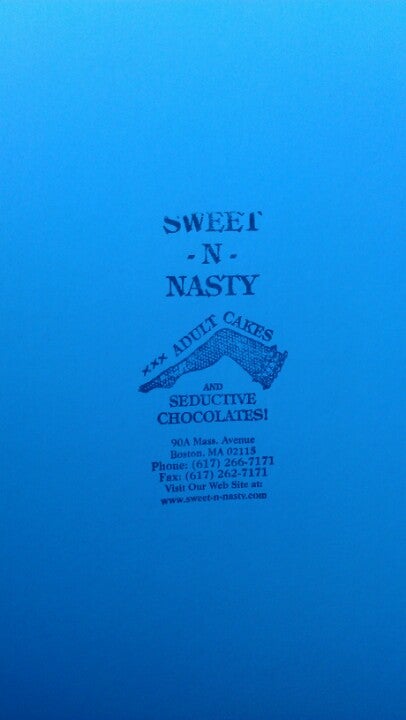 SWEET
- N -
NASTY
xxx ADULT CAKES
AND
SEDUCTIVE
CHOCOLATES!
90A Mass. Avenue
Boston, MA 02115
Phone: (617) 266-7171
Fax: (617) 262-7171
Visit Our Web Site at:
www.sweet-n-nasty.com